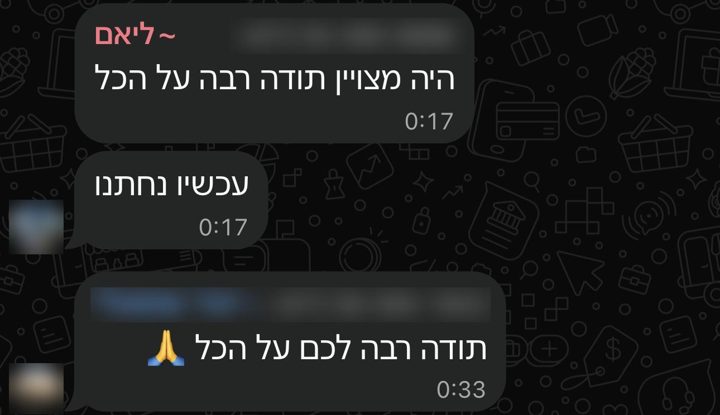 ~ליאם
היה מצויין תודה רבה על הכל
0:17
עכשיו נחתנו
0:17
תודה רבה לכם על הכל 🙏
0:33